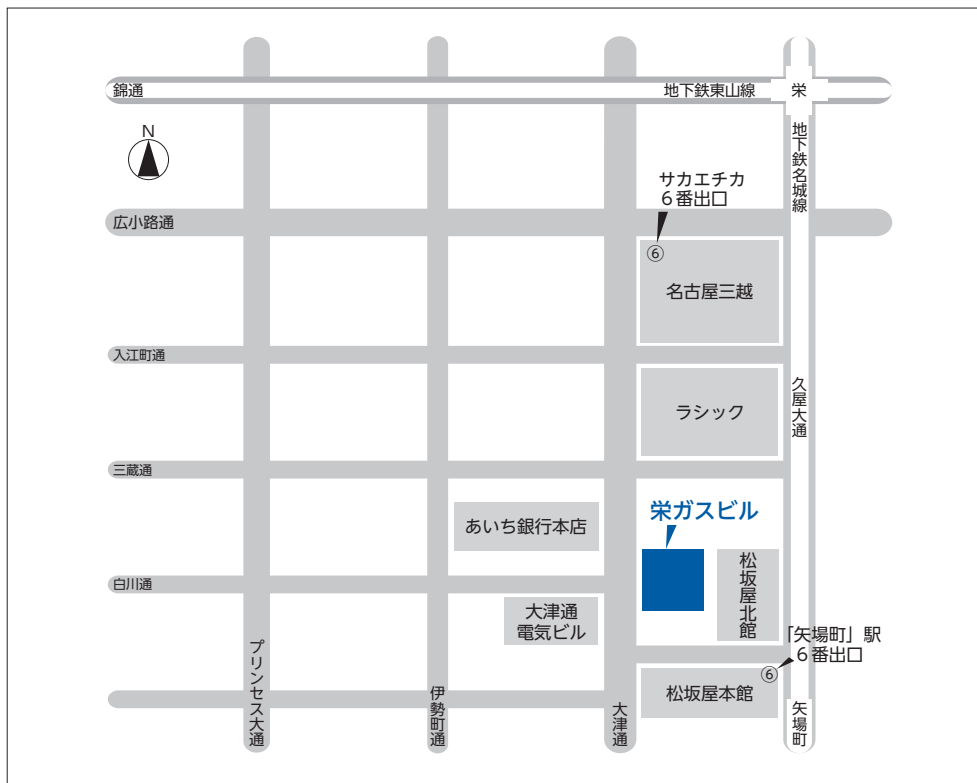 錦通
地下鉄東山線
栄
N
地下鉄名城線
サカエチカ
6番出口
広小路通
⑥
名古屋三越
入江町通
ラシック
久屋大通
三蔵通
栄ガスビル
あいち銀行本店
松坂屋北館
白川通
大津通
電気ビル
「矢場町」駅
6番出口
⑥
松坂屋本館
プリンセス大通
伊勢町通
大津通
矢場町